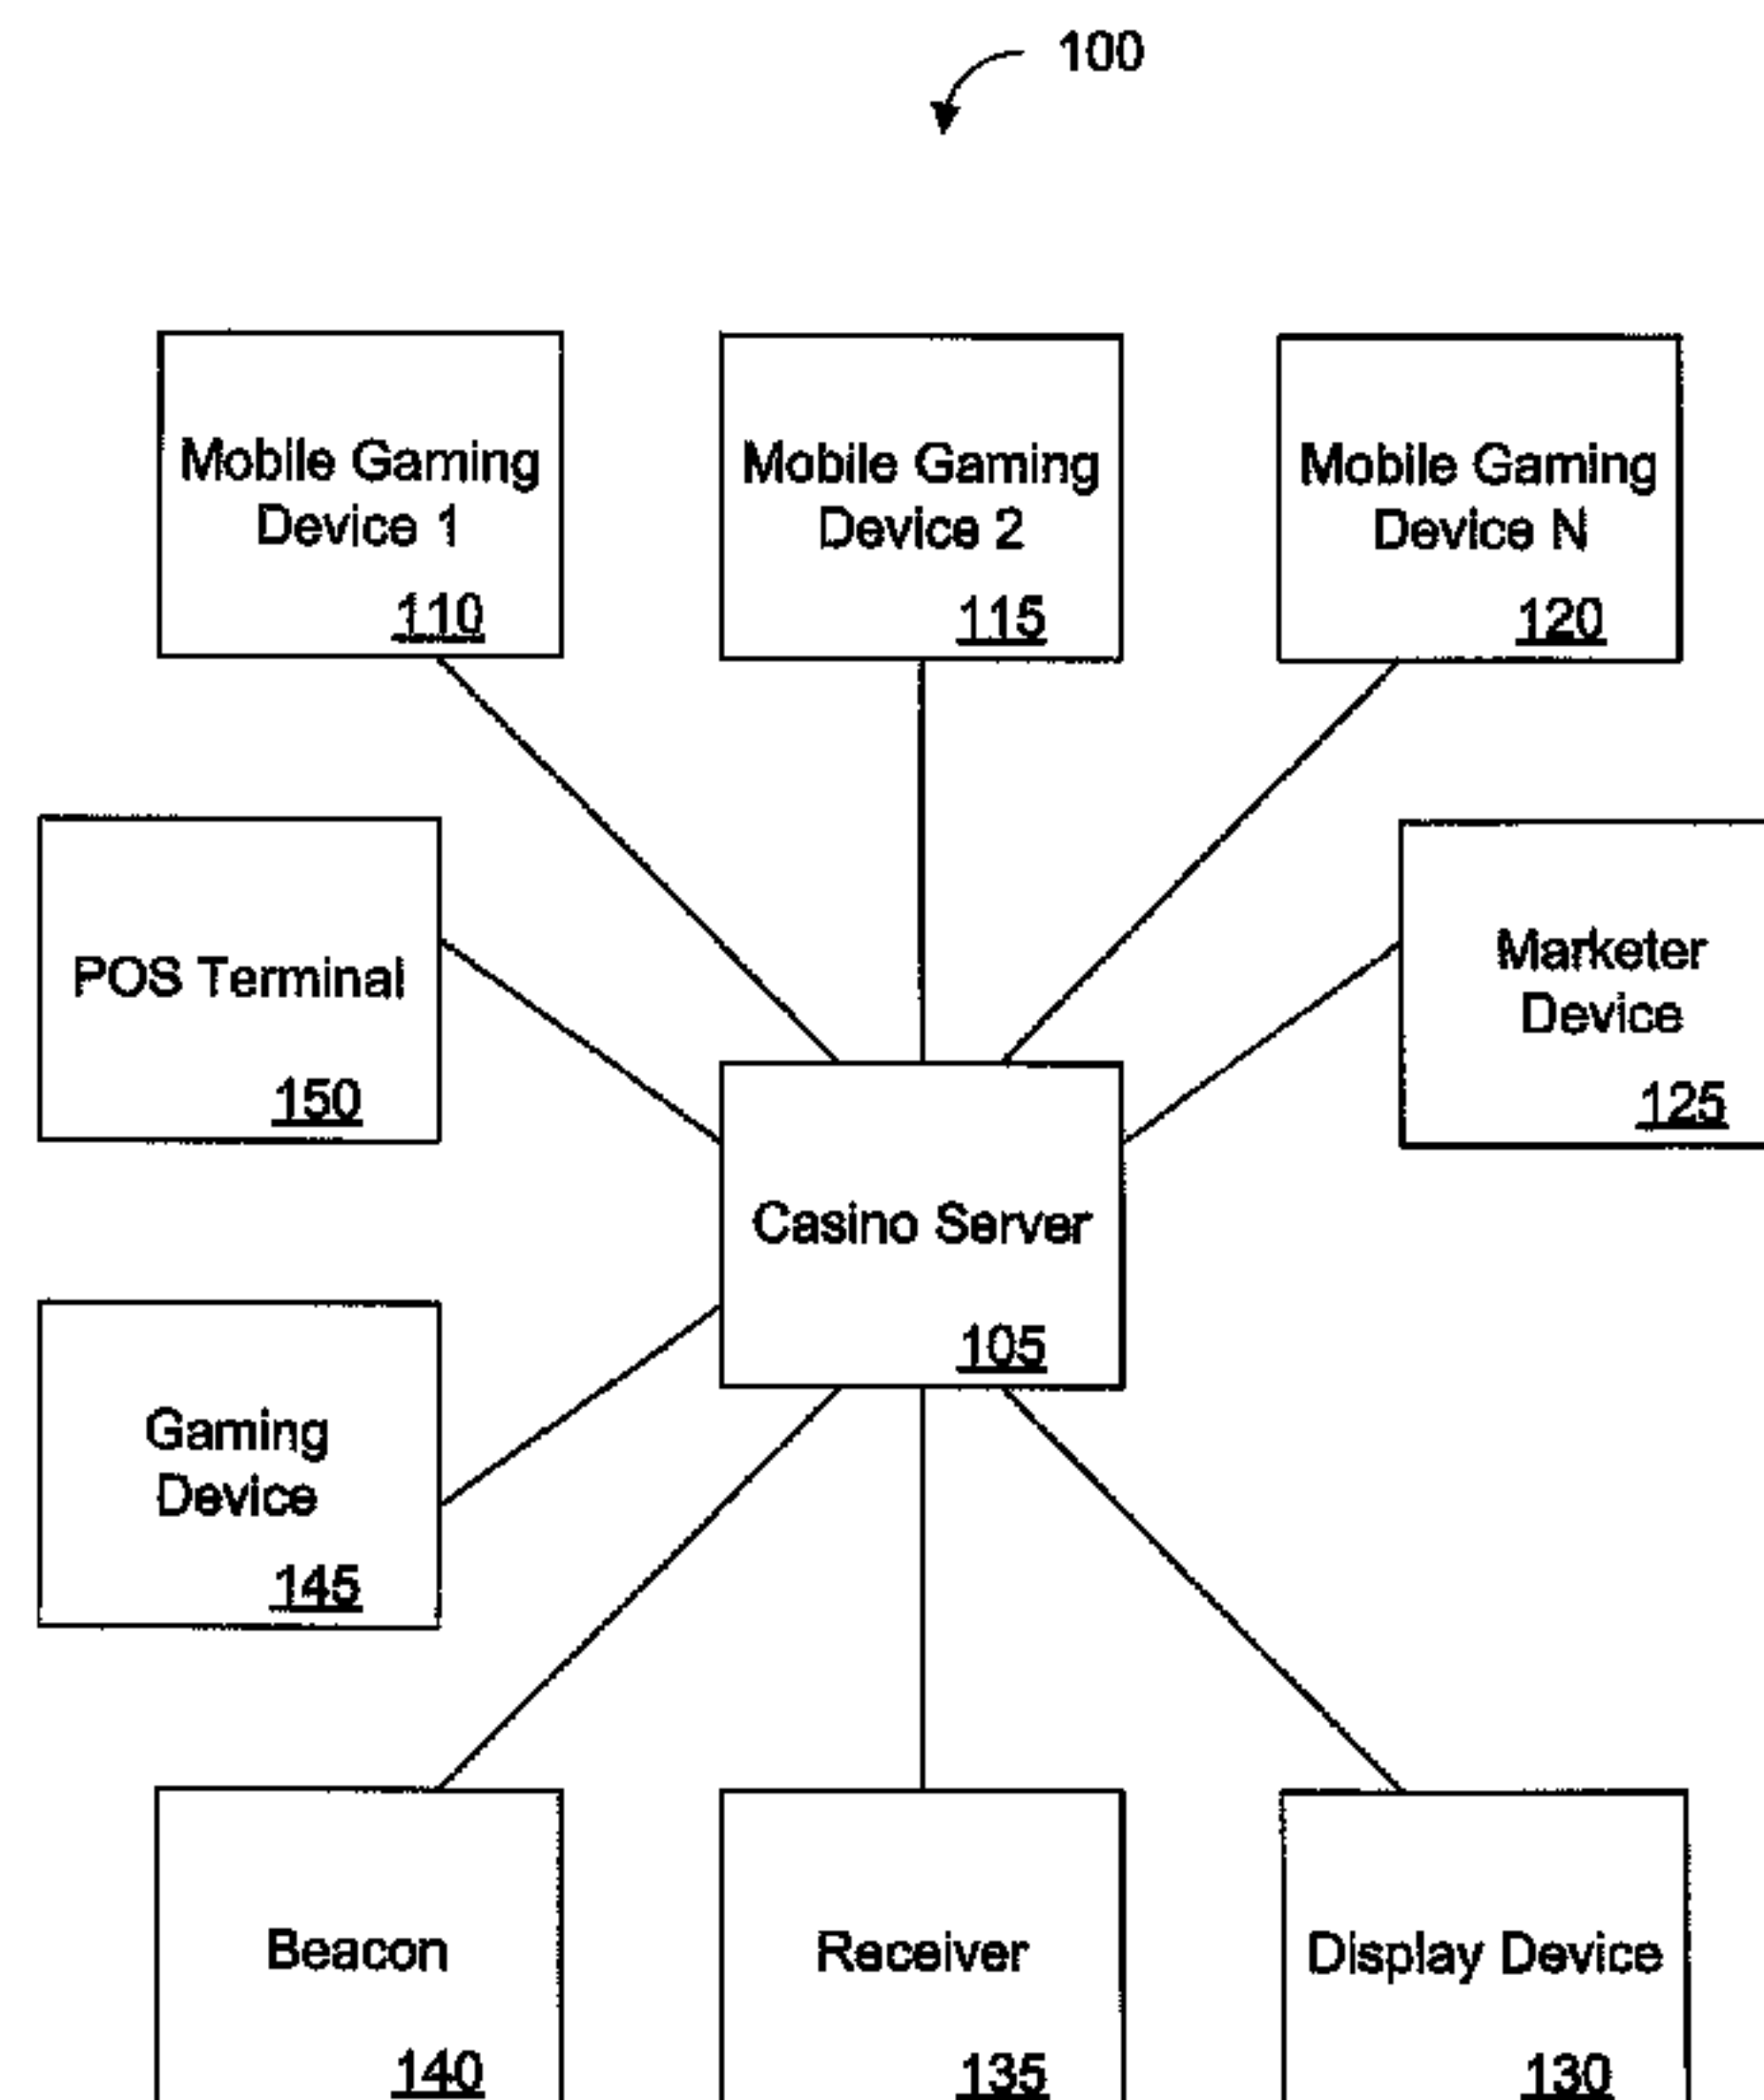 100
Mobile Gaming
Device 1
110
Mobile Gaming
Device 2
115
Mobile Gaming
Device N
120
POS Terminal
150
Marketer
Device
125
Casino Server
105
Gaming
Device
145
Beacon
140
Receiver
135
Display Device
130